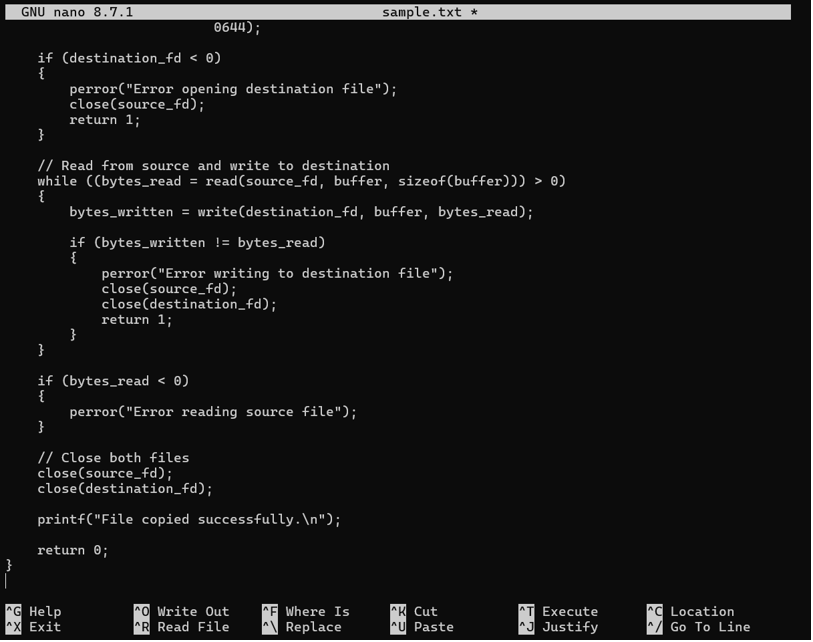 GNU nano 8.7.1 sample.txt *
                          0644);

    if (destination_fd < 0)
    {
        perror("Error opening destination file");
        close(source_fd);
        return 1;
    }

    // Read from source and write to destination
    while ((bytes_read = read(source_fd, buffer, sizeof(buffer))) > 0)
    {
        bytes_written = write(destination_fd, buffer, bytes_read);

        if (bytes_written != bytes_read)
        {
            perror("Error writing to destination file");
            close(source_fd);
            close(destination_fd);
            return 1;
        }
    }

    if (bytes_read < 0)
    {
        perror("Error reading source file");
    }

    // Close both files
    close(source_fd);
    close(destination_fd);

    printf("File copied successfully.\n");

    return 0;
}

^G Help ^O Write Out ^F Where Is ^K Cut ^T Execute ^C Location
^X Exit ^R Read File ^\ Replace ^U Paste ^J Justify ^/ Go To Line